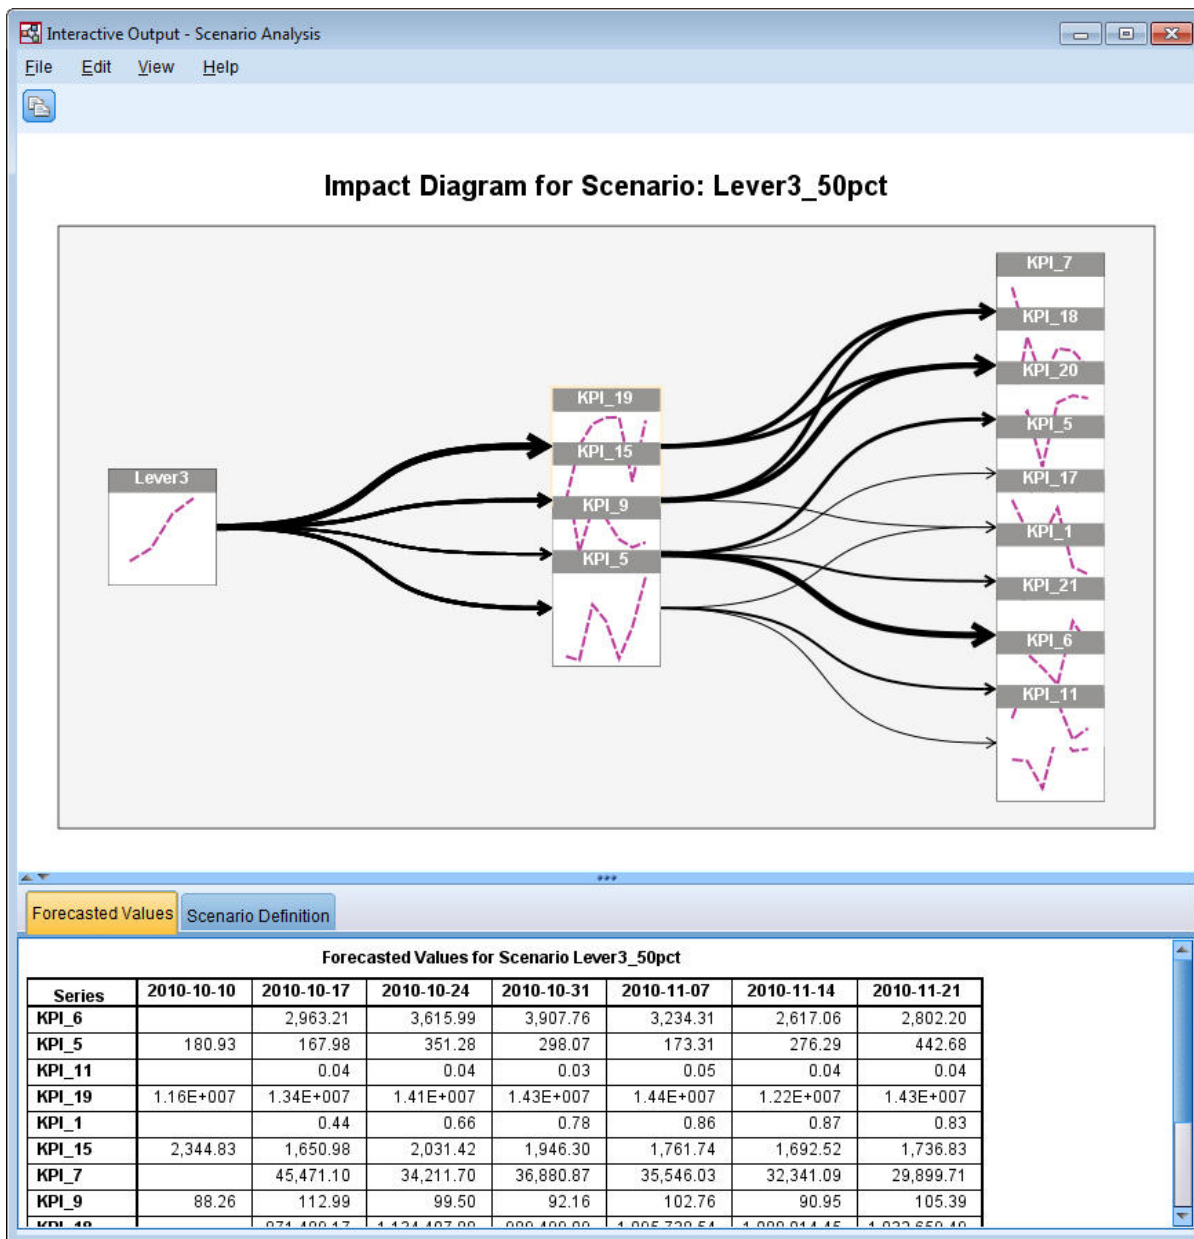 Interactive Output - Scenario Analysis
File Edit View Help
Impact Diagram for Scenario: Lever3_50pct
KPI_7
KPI_18
KPI_20
KPI_19
KPI_5
KPI_15
Lever3
KPI_17
KPI_9
KPI_1
KPI_5
KPI_21
KPI_6
KPI_11
Forecasted Values Scenario Definition
Forecasted Values for Scenario Lever3_50pct
Series 2010-10-10 2010-10-17 2010-10-24 2010-10-31 2010-11-07 2010-11-14 2010-11-21
KPI_6 2,963.21 3,615.99 3,907.76 3,234.31 2,617.06 2,802.20
KPI_5 180.93 167.98 351.28 298.07 173.31 276.29 442.68
KPI_11 0.04 0.04 0.03 0.05 0.04 0.04
KPI_19 1.16E+007 1.34E+007 1.41E+007 1.43E+007 1.44E+007 1.22E+007 1.43E+007
KPI_1 0.44 0.66 0.78 0.86 0.87 0.83
KPI_15 2,344.83 1,650.98 2,031.42 1,946.30 1,761.74 1,692.52 1,736.83
KPI_7 45,471.10 34,211.70 36,880.87 35,546.03 32,341.09 29,899.71
KPI_9 88.26 112.99 99.50 92.16 102.76 90.95 105.39
KPI_18